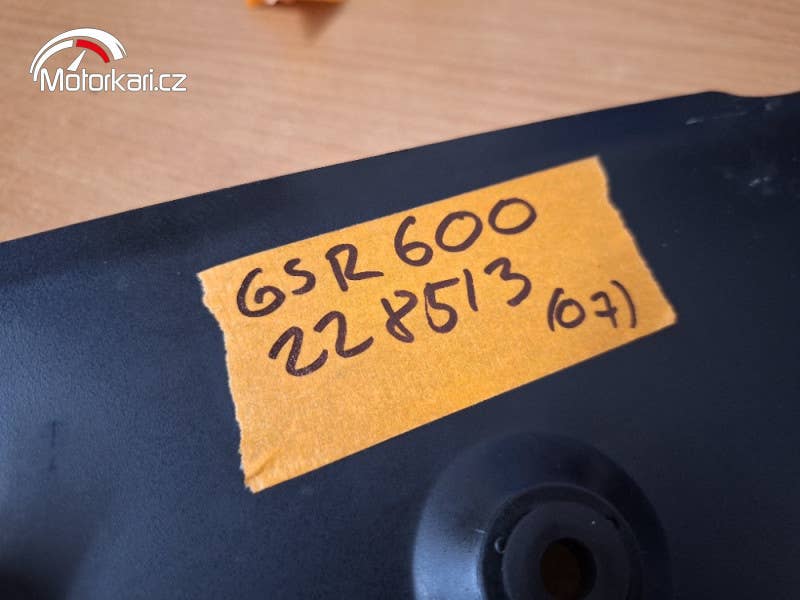 Motorkari.cz
GSR 600
228513 (07)